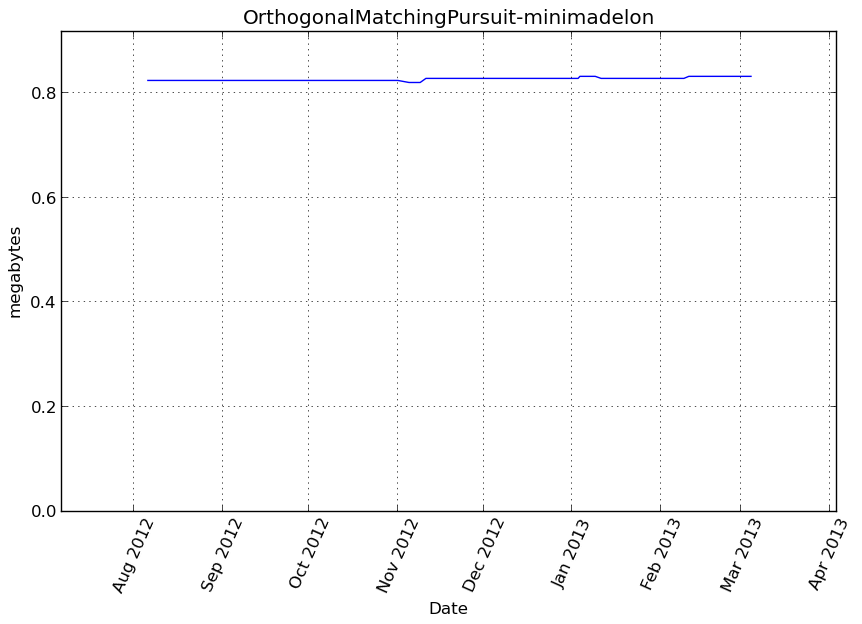 OrthogonalMatchingPursuit-minimadelon
0.8
0.6
0.4
0.2
0.0
megabytes
Aug 2012
Sep 2012
Oct 2012
Nov 2012
Dec 2012
Jan 2013
Feb 2013
Mar 2013
Apr 2013
Date